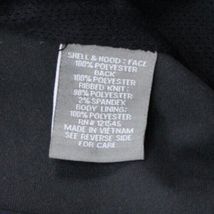 SHELL & HOOD: FACE
100% POLYESTER
BACK
100% POLYESTER
RIBBED KNIT:
98% POLYESTER
2% SPANDEX
BODY LINING:
100% POLYESTER
RN# 121545
MADE IN VIETNAM
SEE REVERSE SIDE
FOR CARE